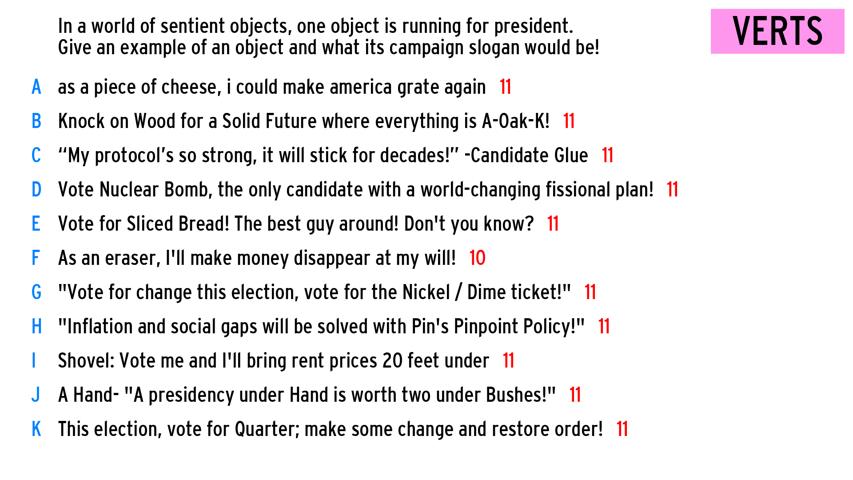 In a world of sentient objects, one object is running for president.
Give an example of an object and what its campaign slogan would be!
VERTS
A as a piece of cheese, i could make america grate again 11
B Knock on Wood for a Solid Future where everything is A-Oak-K! 11
C “My protocol’s so strong, it will stick for decades!” -Candidate Glue 11
D Vote Nuclear Bomb, the only candidate with a world-changing fissional plan! 11
E Vote for Sliced Bread! The best guy around! Don't you know? 11
F As an eraser, I'll make money disappear at my will! 10
G "Vote for change this election, vote for the Nickel / Dime ticket!" 11
H "Inflation and social gaps will be solved with Pin's Pinpoint Policy!" 11
I Shovel: Vote me and I'll bring rent prices 20 feet under 11
J A Hand- "A presidency under Hand is worth two under Bushes!" 11
K This election, vote for Quarter; make some change and restore order! 11